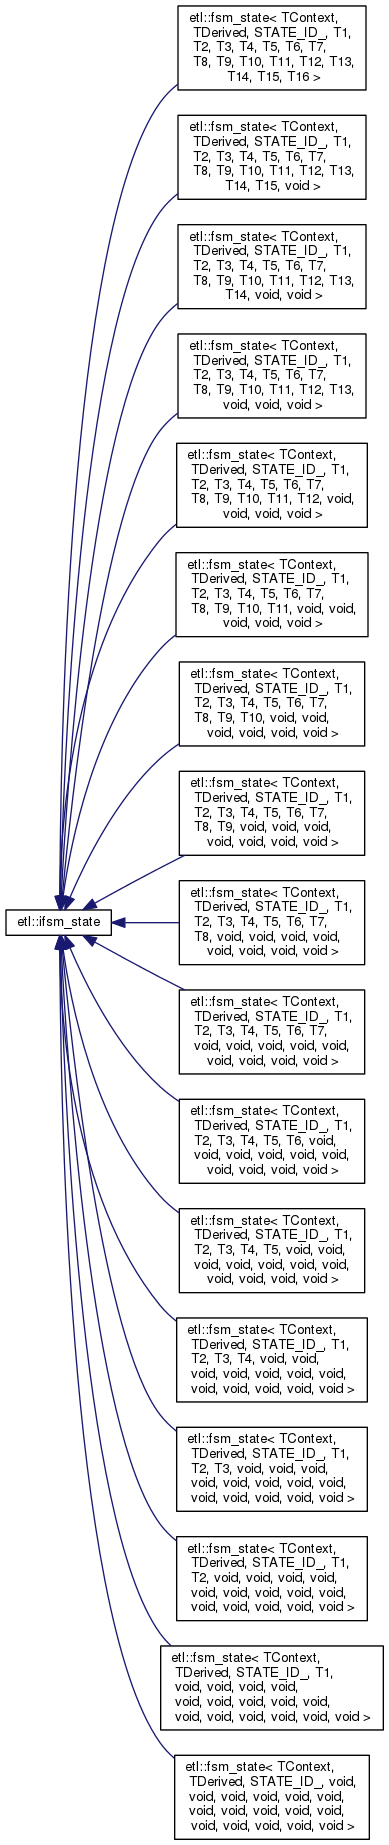 etl::fsm_state< TContext,
TDerived, STATE_ID_, T1,
T2, T3, T4, T5, T6, T7,
T8, T9, T10, T11, T12, T13,
T14, T15, T16 >
etl::fsm_state< TContext,
TDerived, STATE_ID_, T1,
T2, T3, T4, T5, T6, T7,
T8, T9, T10, T11, T12, T13,
T14, T15, void >
etl::fsm_state< TContext,
TDerived, STATE_ID_, T1,
T2, T3, T4, T5, T6, T7,
T8, T9, T10, T11, T12, T13,
T14, void, void >
etl::fsm_state< TContext,
TDerived, STATE_ID_, T1,
T2, T3, T4, T5, T6, T7,
T8, T9, T10, T11, T12, T13,
void, void, void >
etl::fsm_state< TContext,
TDerived, STATE_ID_, T1,
T2, T3, T4, T5, T6, T7,
T8, T9, T10, T11, T12, void,
void, void, void >
etl::fsm_state< TContext,
TDerived, STATE_ID_, T1,
T2, T3, T4, T5, T6, T7,
T8, T9, T10, T11, void, void,
void, void, void >
etl::fsm_state< TContext,
TDerived, STATE_ID_, T1,
T2, T3, T4, T5, T6, T7,
T8, T9, T10, void, void,
void, void, void, void >
etl::fsm_state< TContext,
TDerived, STATE_ID_, T1,
T2, T3, T4, T5, T6, T7,
T8, T9, void, void, void,
void, void, void, void >
etl::ifsm_state
etl::fsm_state< TContext,
TDerived, STATE_ID_, T1,
T2, T3, T4, T5, T6, T7,
T8, void, void, void, void,
void, void, void, void >
etl::fsm_state< TContext,
TDerived, STATE_ID_, T1,
T2, T3, T4, T5, T6, T7,
void, void, void, void, void,
void, void, void, void >
etl::fsm_state< TContext,
TDerived, STATE_ID_, T1,
T2, T3, T4, T5, T6, void,
void, void, void, void, void,
void, void, void, void >
etl::fsm_state< TContext,
TDerived, STATE_ID_, T1,
T2, T3, T4, T5, void, void,
void, void, void, void, void,
void, void, void, void >
etl::fsm_state< TContext,
TDerived, STATE_ID_, T1,
T2, T3, T4, void, void,
void, void, void, void, void,
void, void, void, void, void >
etl::fsm_state< TContext,
TDerived, STATE_ID_, T1,
T2, T3, void, void, void,
void, void, void, void, void,
void, void, void, void, void >
etl::fsm_state< TContext,
TDerived, STATE_ID_, T1,
T2, void, void, void, void,
void, void, void, void, void,
void, void, void, void, void >
etl::fsm_state< TContext,
TDerived, STATE_ID_, T1,
void, void, void, void,
void, void, void, void, void,
void, void, void, void, void, void >
etl::fsm_state< TContext,
TDerived, STATE_ID_, void,
void, void, void, void, void,
void, void, void, void, void,
void, void, void, void, void >